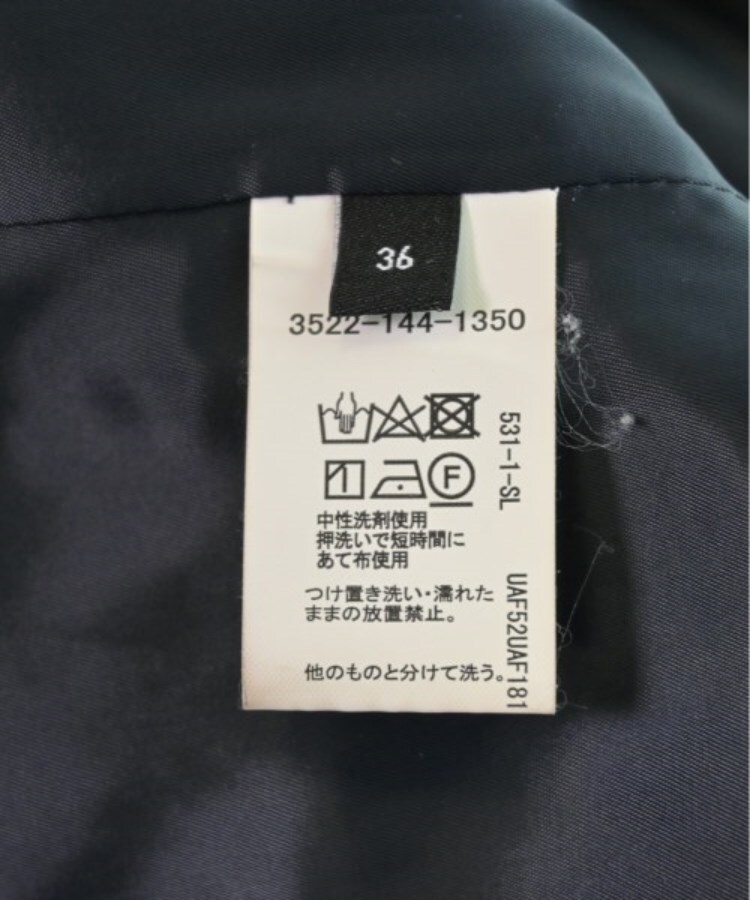 36
3522-144-1350
F
中性洗剤使用
押洗いで短時間に
あて布使用
つけ置き洗い・濡れた
ままの放置禁止。
他のものと分けて洗う。
531-1-SL
UAF52UAF181